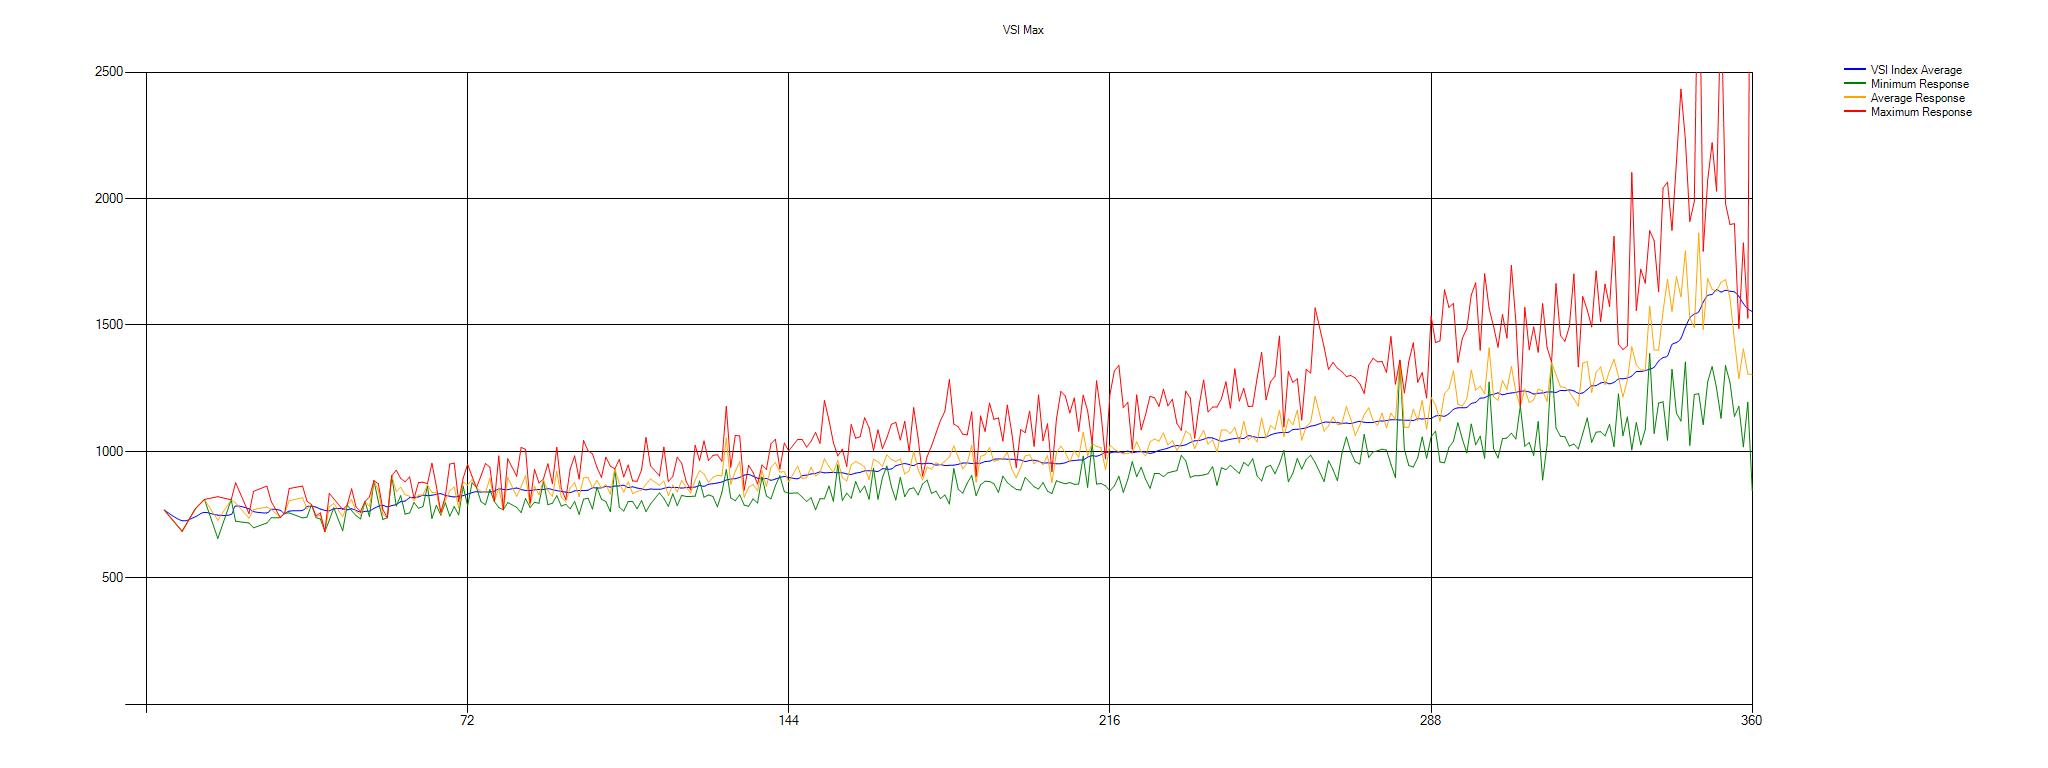 VSI Max
2500
2000
1500
1000
500
72
144
216
288
360
VSI Index Average
Minimum Response
Average Response
Maximum Response